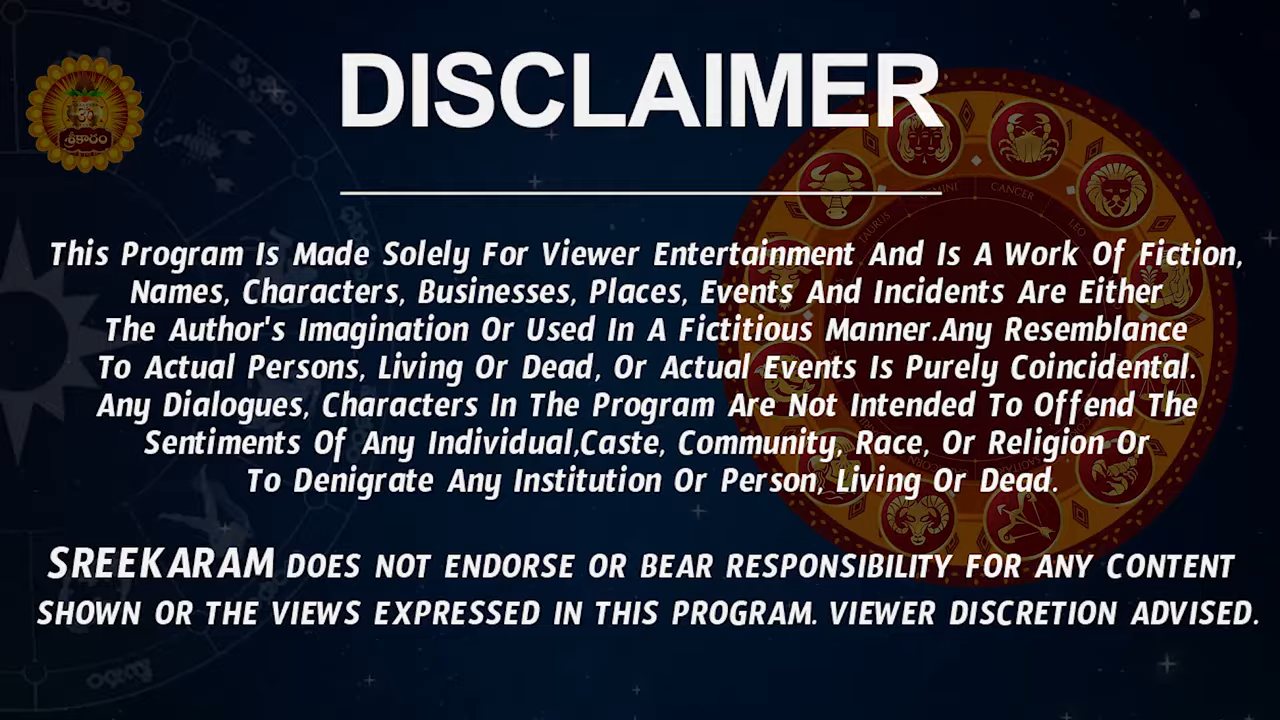 DISCLAIMER
శ్రీకారం
GEMINI
CANCER
TAURUS
LEO
This Program Is Made Solely For Viewer Entertainment And Is A Work Of Fiction,
Names, Characters, Businesses, Places, Events And Incidents Are Either
The Author's Imagination Or Used In A Fictitious Manner.Any Resemblance
To Actual Persons, Living Or Dead, Or Actual Events Is Purely Coincidental.
Any Dialogues, Characters In The Program Are Not Intended To Offend The
Sentiments Of Any Individual,Caste, Community, Race, Or Religion Or
To Denigrate Any Institution Or Person, Living Or Dead.
SREEKARAM DOES NOT ENDORSE OR BEAR RESPONSIBILITY FOR ANY CONTENT
SHOWN OR THE VIEWS EXPRESSED IN THIS PROGRAM. VIEWER DISCRETION ADVISED.